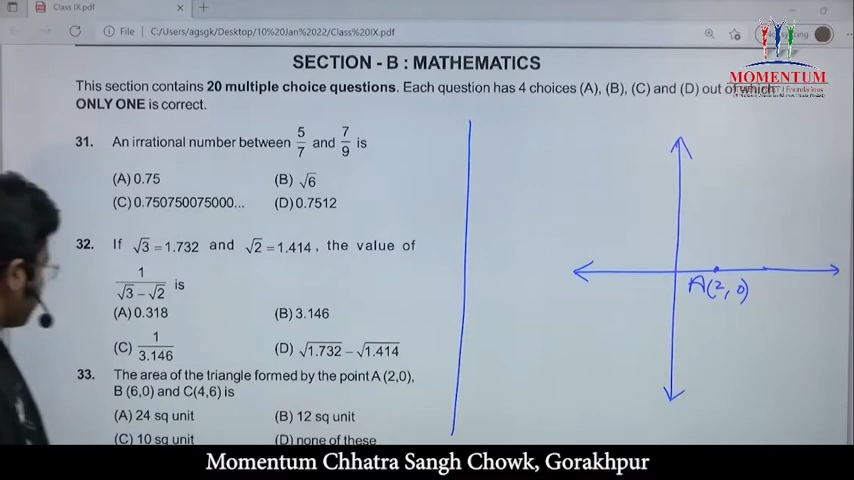 Class IX.pdf
File | C:/Users/agsgk/Desktop/10%20Jan%2022/Class%20IX.pdf
MOMENTUM
SECTION - B : MATHEMATICS
This section contains 20 multiple choice questions. Each question has 4 choices (A), (B), (C) and (D) out of which
ONLY ONE is correct.
31. An irrational number between 5/7 and 7/9 is
(A) 0.75 (B) √6
(C) 0.750750075000... (D) 0.7512
32. If √3 = 1.732 and √2 = 1.414, the value of
1/(√3 – √2) is
(A) 0.318 (B) 3.146
(C) 1/3.146 (D) √1.732 – √1.414
33. The area of the triangle formed by the point A (2,0),
B (6,0) and C(4,6) is
(A) 24 sq unit (B) 12 sq unit
(C) 10 sq unit (D) none of these
A(2, 0)
Momentum Chhatra Sangh Chowk, Gorakhpur